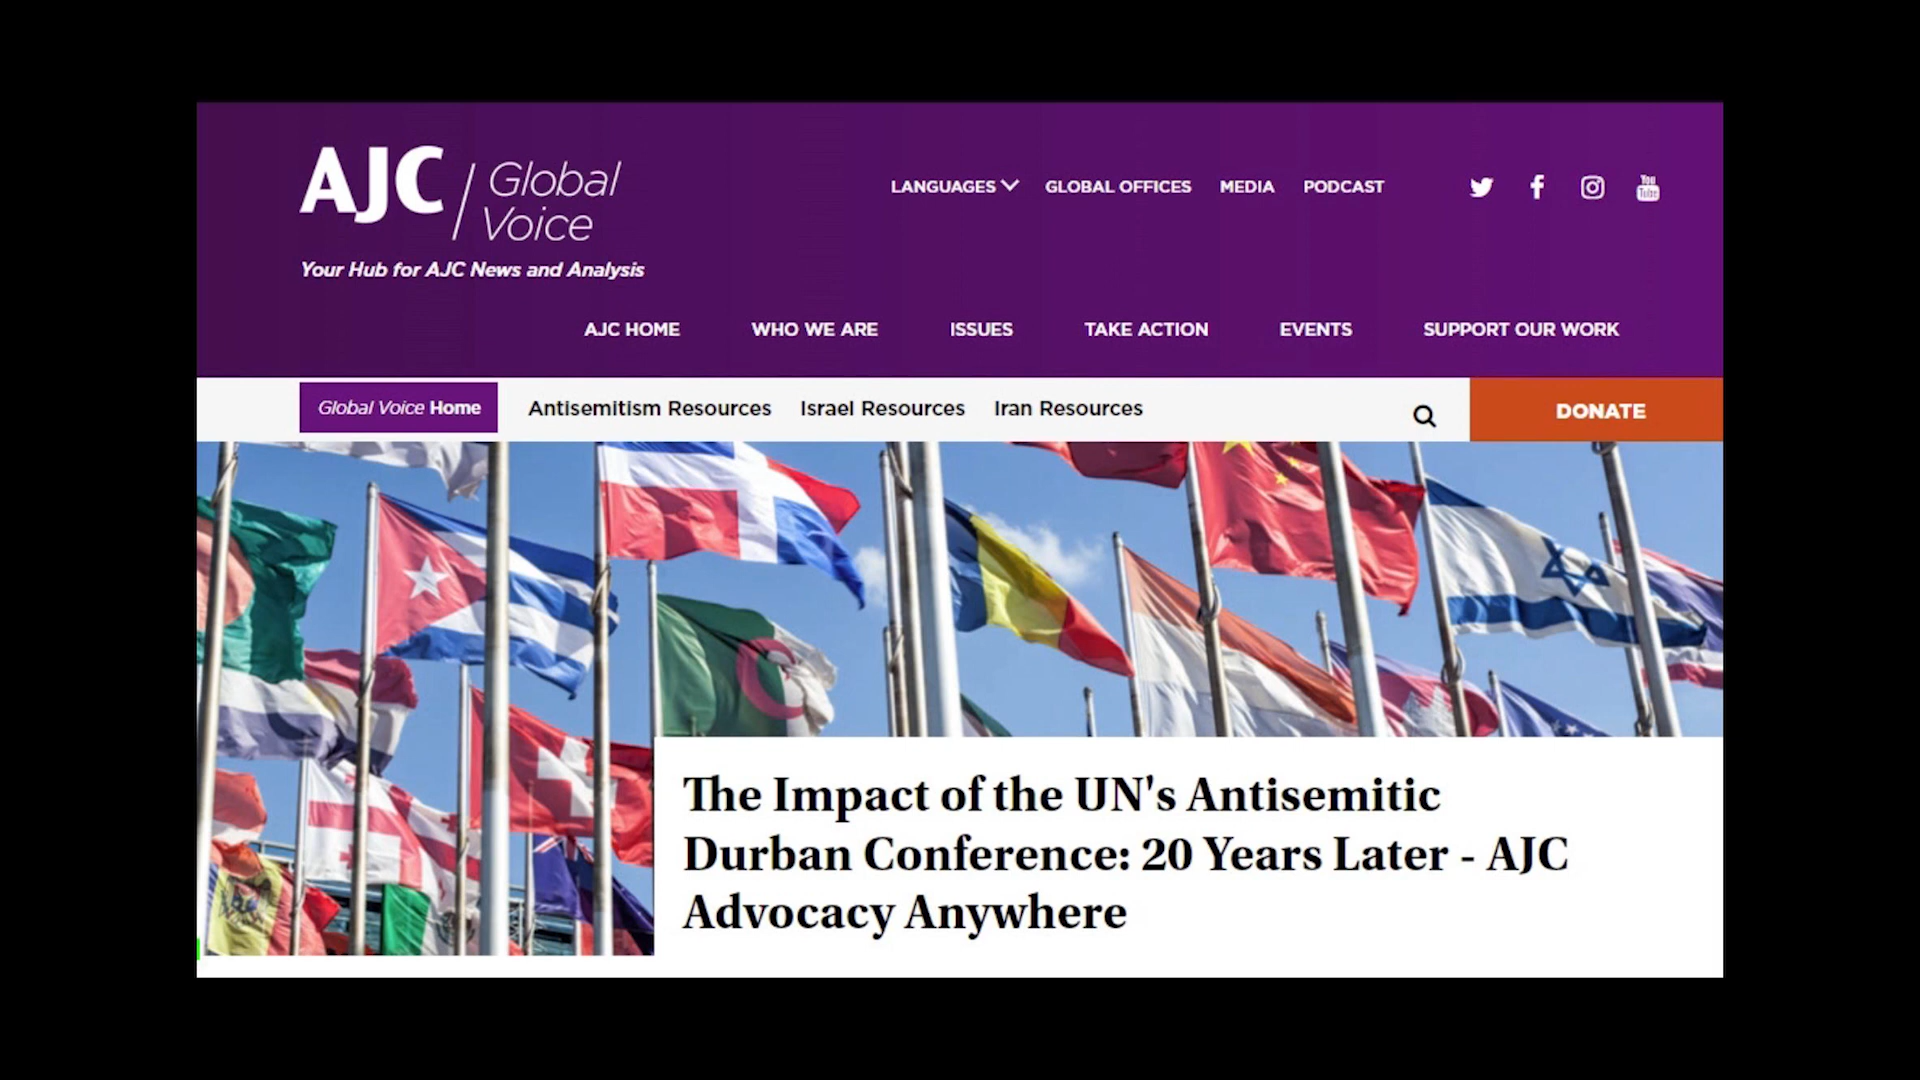 AJC Global
Voice
Your Hub for AJC News and Analysis
LANGUAGES GLOBAL OFFICES MEDIA PODCAST
You
Tube
AJC HOME WHO WE ARE ISSUES TAKE ACTION EVENTS SUPPORT OUR WORK
Global Voice Home Antisemitism Resources Israel Resources Iran Resources DONATE
The Impact of the UN's Antisemitic
Durban Conference: 20 Years Later - AJC
Advocacy Anywhere